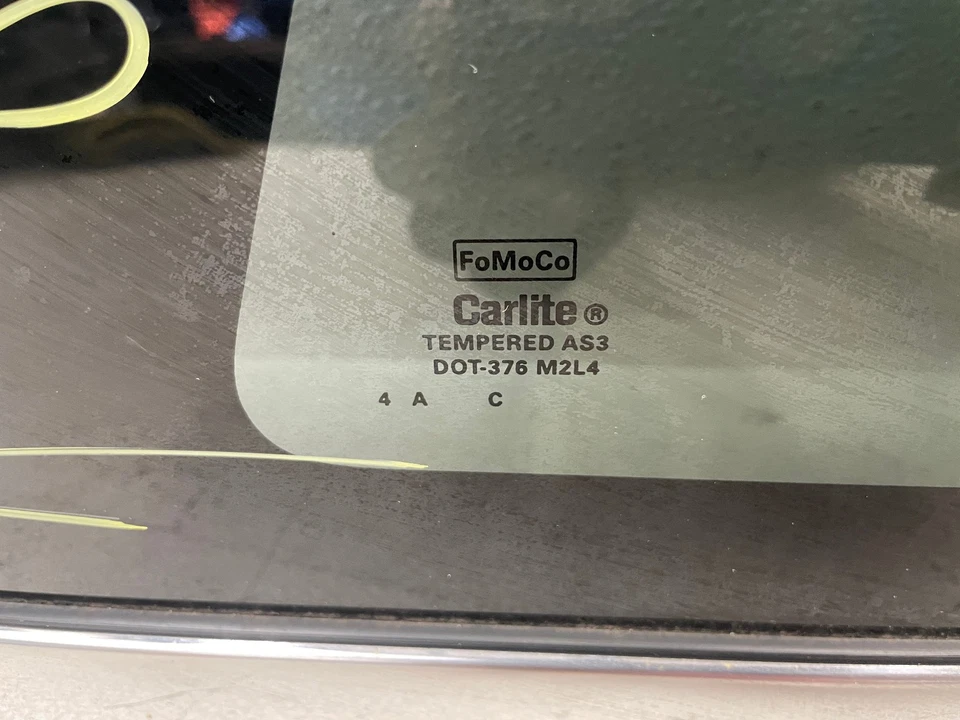 FoMoCo
Carlite®
TEMPERED AS3
DOT-376 M2L4
4 A C